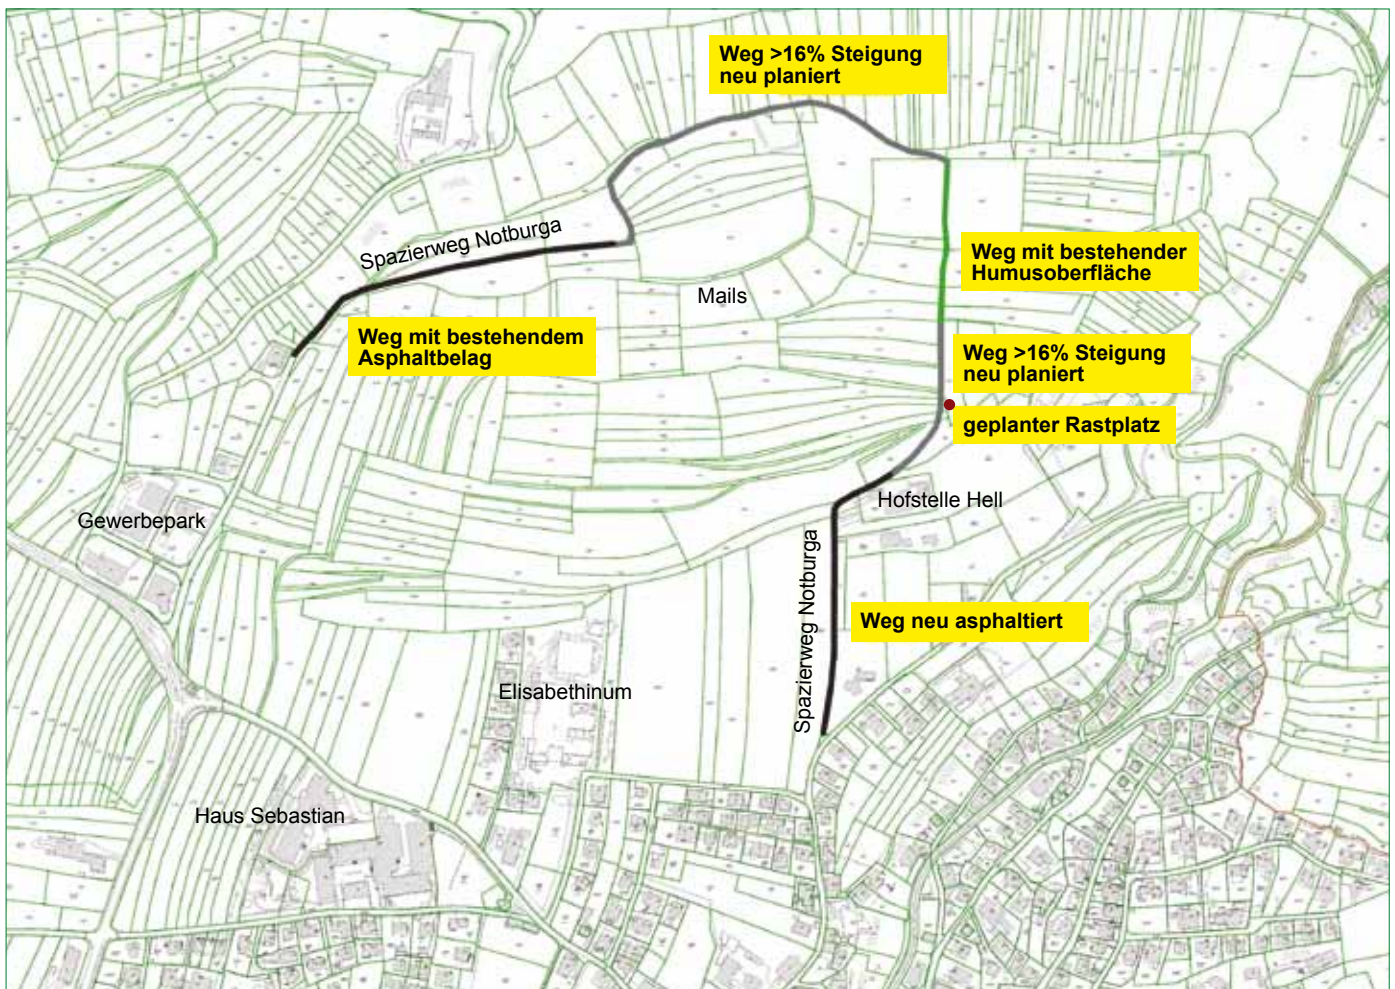 Weg >16% Steigung
neu planiert
Spazierweg Notburga
Weg mit bestehender
Humusoberfläche
Mails
Weg mit bestehendem
Asphaltbelag
Weg >16% Steigung
neu planiert
geplanter Rastplatz
Hofstelle Hell
Gewerbepark
Spazierweg Notburga
Weg neu asphaltiert
Elisabethinum
Haus Sebastian